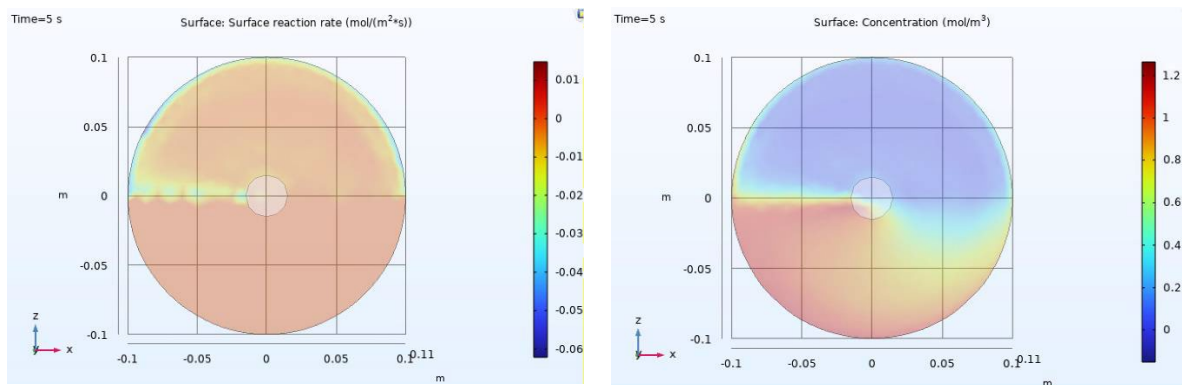 Time=5 s
Surface: Surface reaction rate (mol/(m²*s))
0.1
0.05
m
0
-0.05
-0.1
z
y
x
-0.1
-0.05
0
0.05
0.1
0.11
m
0.01
0
-0.01
-0.02
-0.03
-0.04
-0.05
-0.06
Time=5 s
Surface: Concentration (mol/m³)
0.1
0.05
m
0
-0.05
-0.1
z
y
x
-0.1
-0.05
0
0.05
0.1
0.11
m
1.2
1
0.8
0.6
0.4
0.2
0